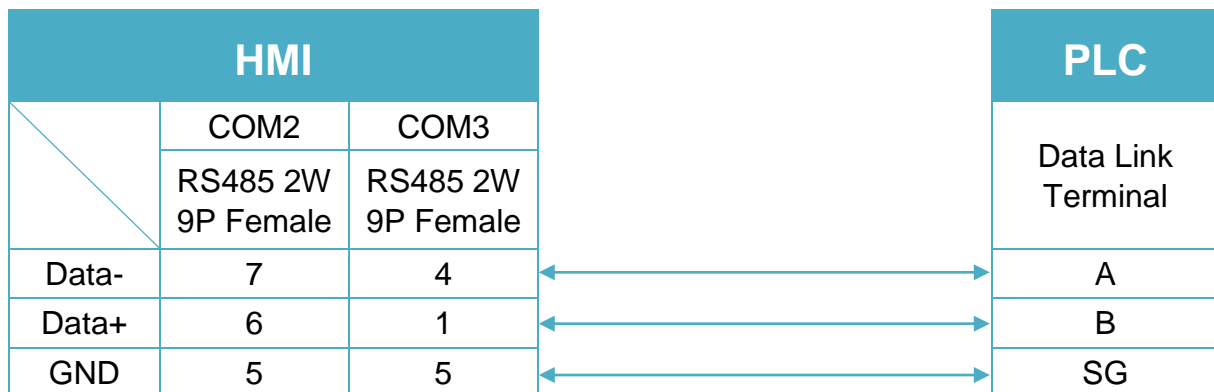 HMI PLC
COM2 COM3
Data Link
Terminal
RS485 2W RS485 2W
9P Female 9P Female
Data- 7 4 A
Data+ 6 1 B
GND 5 5 SG